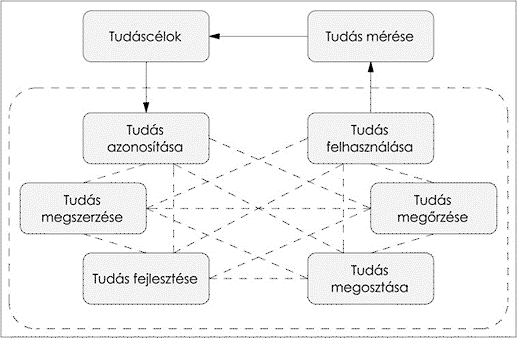 Tudáscélok
Tudás mérése
Tudás
azonosítása
Tudás
felhasználása
Tudás
megszerzése
Tudás
megőrzése
Tudás fejlesztése
Tudás
megosztása